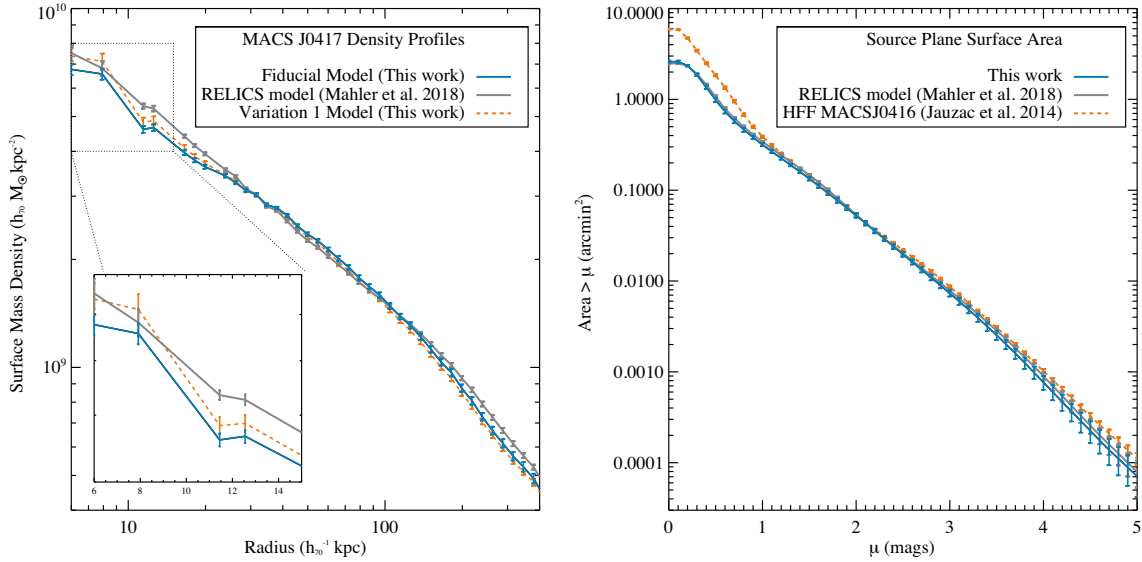 MACS J0417 Density Profiles
Fiducial Model (This work)
RELICS model (Mahler et al. 2018)
Variation 1 Model (This work)
10^10
10^9
Surface Mass Density (h_70 M_⊙ kpc^-2)
6 8 10 12 14
10 100
Radius (h_70^-1 kpc)
Source Plane Surface Area
This work
RELICS model (Mahler et al. 2018)
HFF MACSJ0416 (Jauzac et al. 2014)
10.0000
1.0000
0.1000
0.0100
0.0010
0.0001
Area > μ (arcmin^2)
0 1 2 3 4 5
μ (mags)